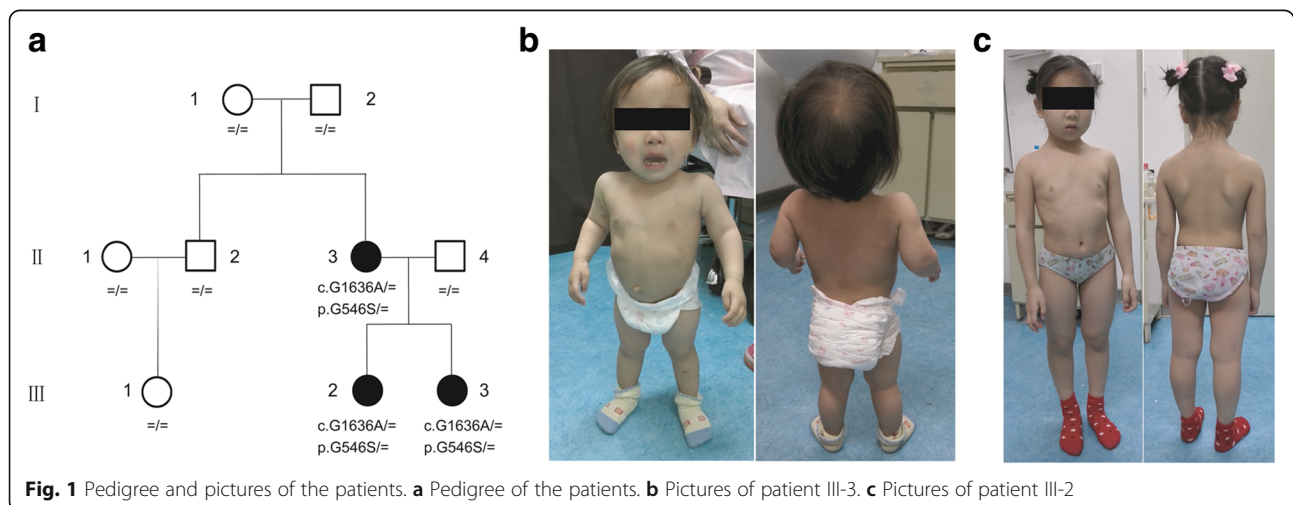 a
b
c
I
1
2
=/=
=/=
II
1
2
3
4
=/=
=/=
c.G1636A/=
p.G546S/=
=/=
III
1
2
3
=/=
c.G1636A/=
p.G546S/=
c.G1636A/=
p.G546S/=
Fig. 1 Pedigree and pictures of the patients. a Pedigree of the patients. b Pictures of patient III-3. c Pictures of patient III-2